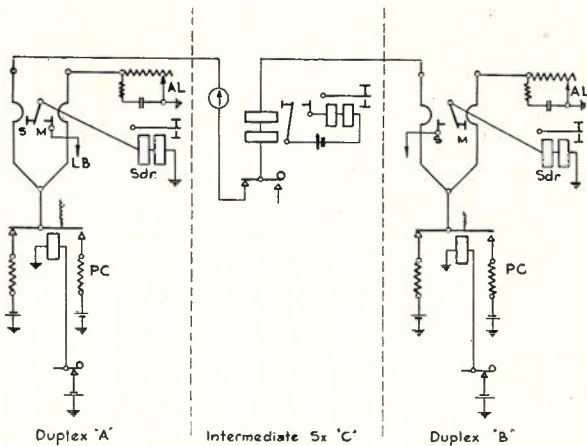 AL
S
M
LB
Sdr.
PC
AL
S
M
Sdr
PC
Duplex "A"
Intermediate Sx "C"
Duplex "B"